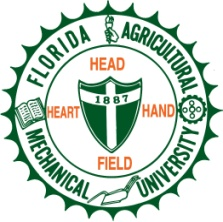 FLORIDA AGRICULTURAL
MECHANICAL UNIVERSITY
HEAD
HEART
1887
HAND
FIELD